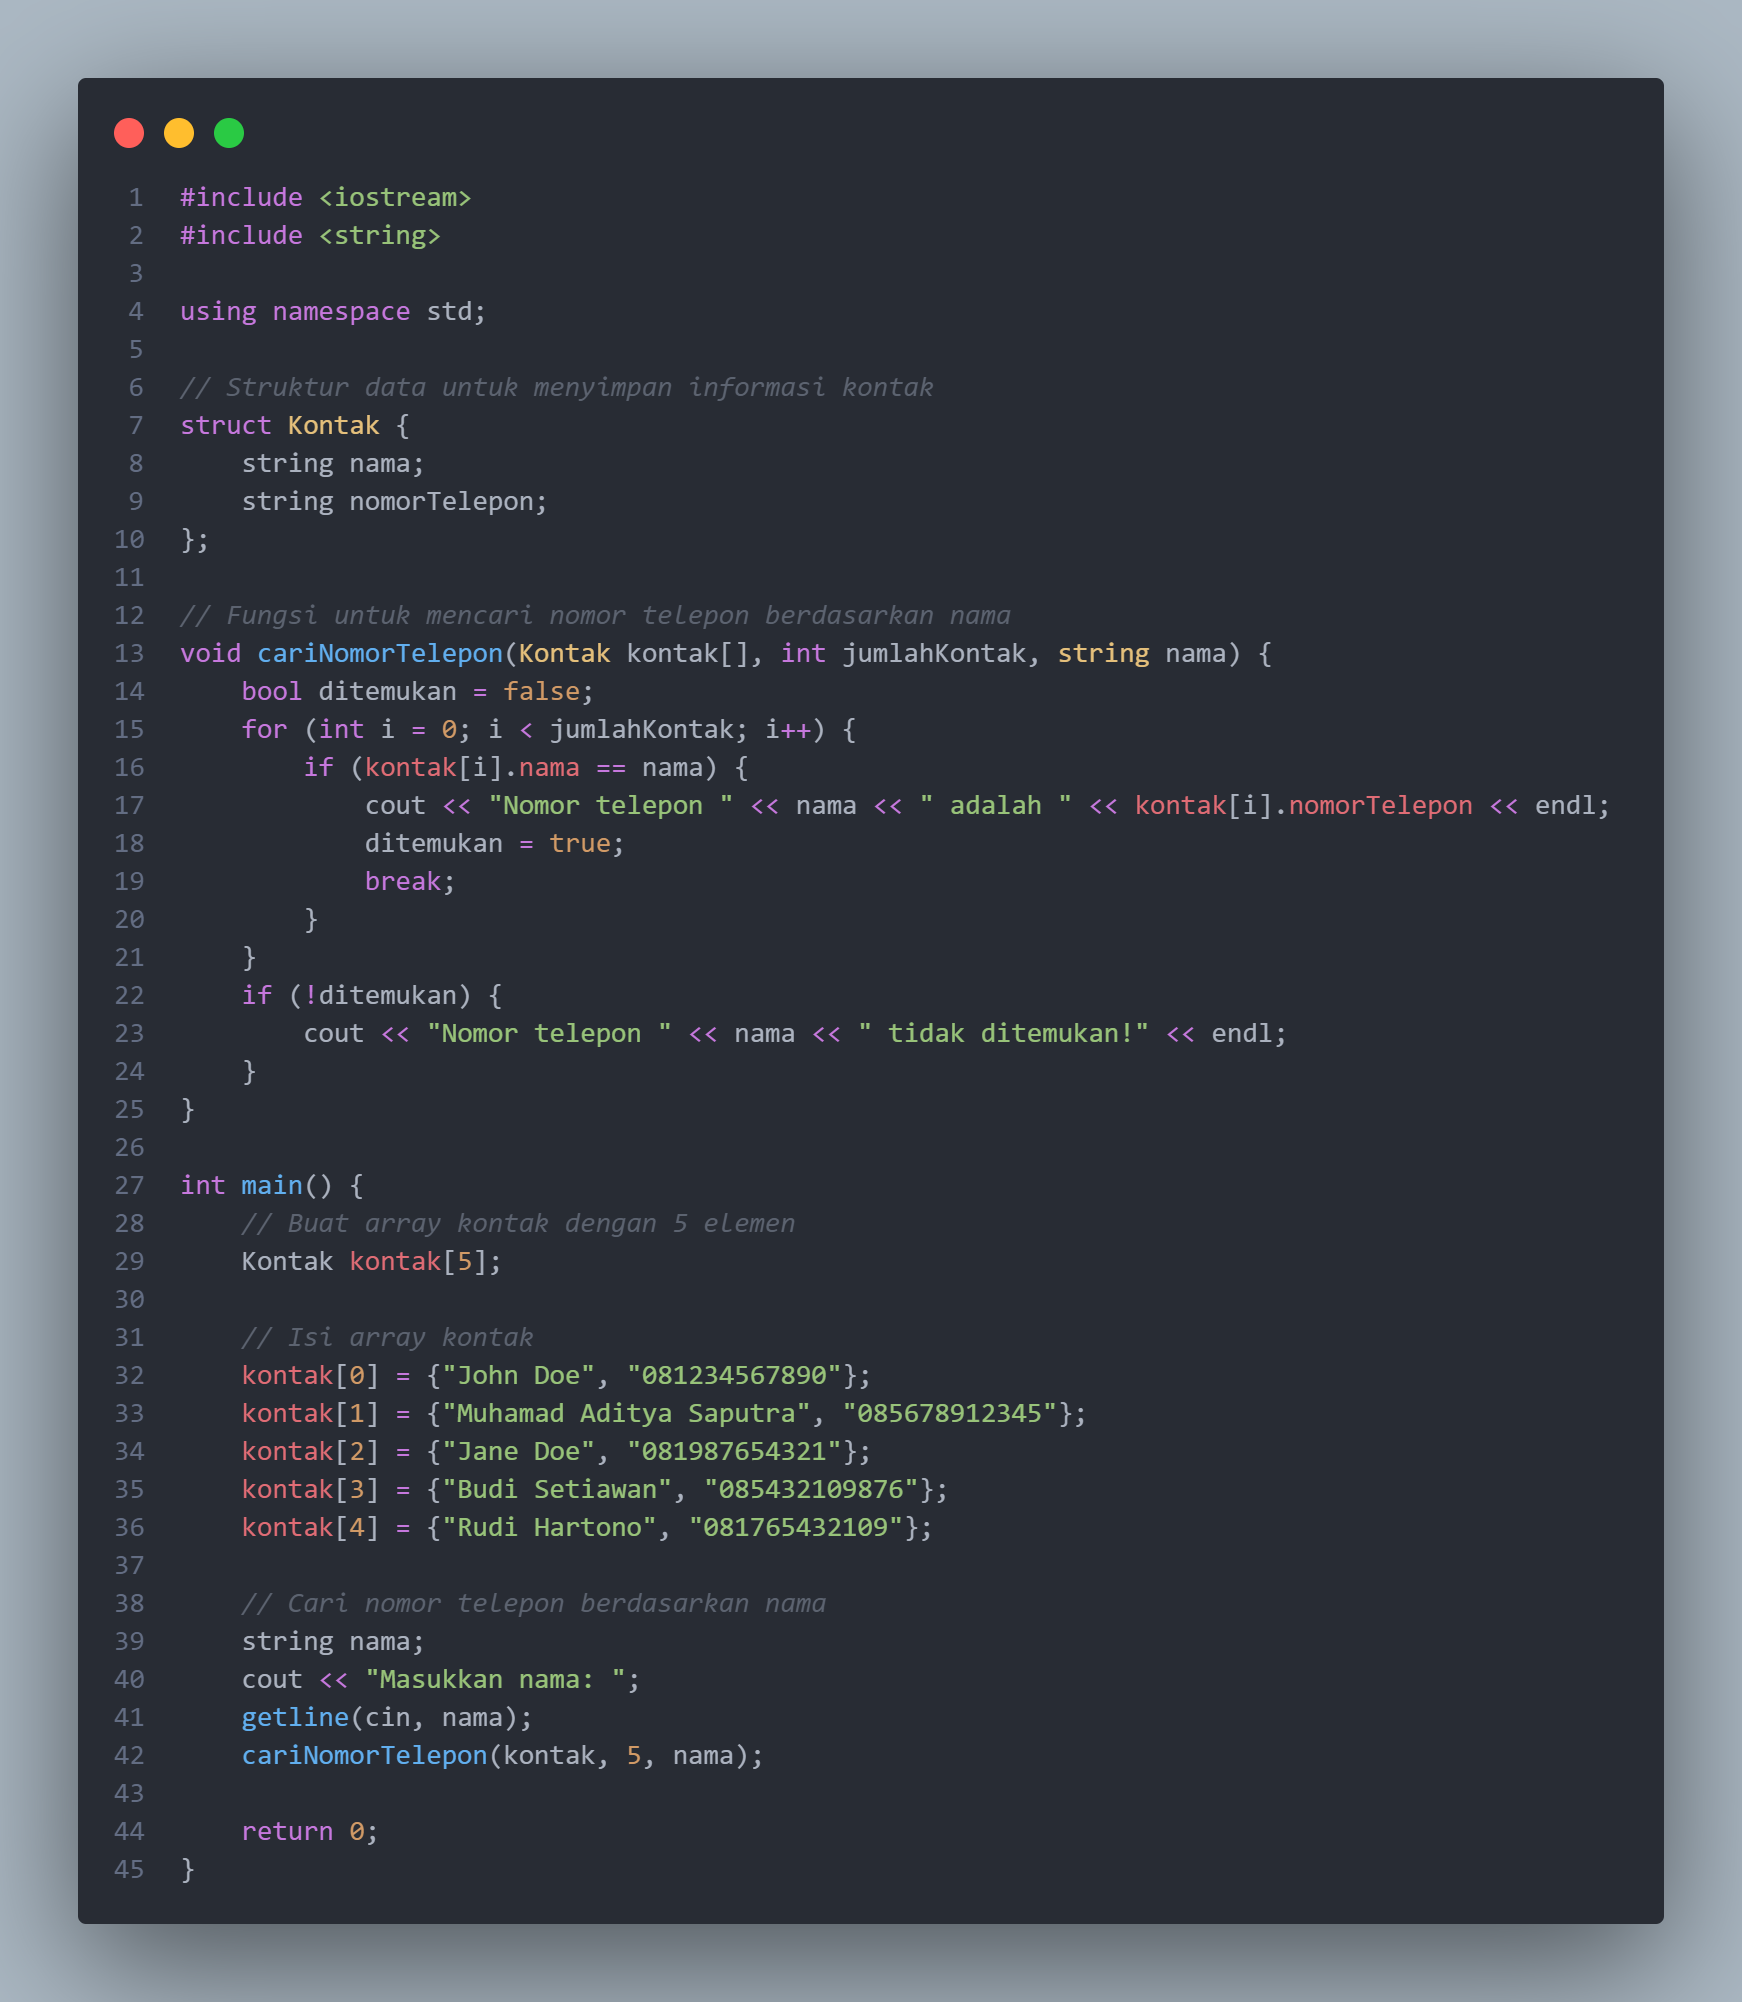 1 #include <iostream>
2 #include <string>
3
4 using namespace std;
5
6 // Struktur data untuk menyimpan informasi kontak
7 struct Kontak {
8     string nama;
9     string nomorTelepon;
10 };
11
12 // Fungsi untuk mencari nomor telepon berdasarkan nama
13 void cariNomorTelepon(Kontak kontak[], int jumlahKontak, string nama) {
14     bool ditemukan = false;
15     for (int i = 0; i < jumlahKontak; i++) {
16         if (kontak[i].nama == nama) {
17             cout << "Nomor telepon " << nama << " adalah " << kontak[i].nomorTelepon << endl;
18             ditemukan = true;
19             break;
20         }
21     }
22     if (!ditemukan) {
23         cout << "Nomor telepon " << nama << " tidak ditemukan!" << endl;
24     }
25 }
26
27 int main() {
28     // Buat array kontak dengan 5 elemen
29     Kontak kontak[5];
30
31     // Isi array kontak
32     kontak[0] = {"John Doe", "081234567890"};
33     kontak[1] = {"Muhamad Aditya Saputra", "085678912345"};
34     kontak[2] = {"Jane Doe", "081987654321"};
35     kontak[3] = {"Budi Setiawan", "085432109876"};
36     kontak[4] = {"Rudi Hartono", "081765432109"};
37
38     // Cari nomor telepon berdasarkan nama
39     string nama;
40     cout << "Masukkan nama: ";
41     getline(cin, nama);
42     cariNomorTelepon(kontak, 5, nama);
43
44     return 0;
45 }